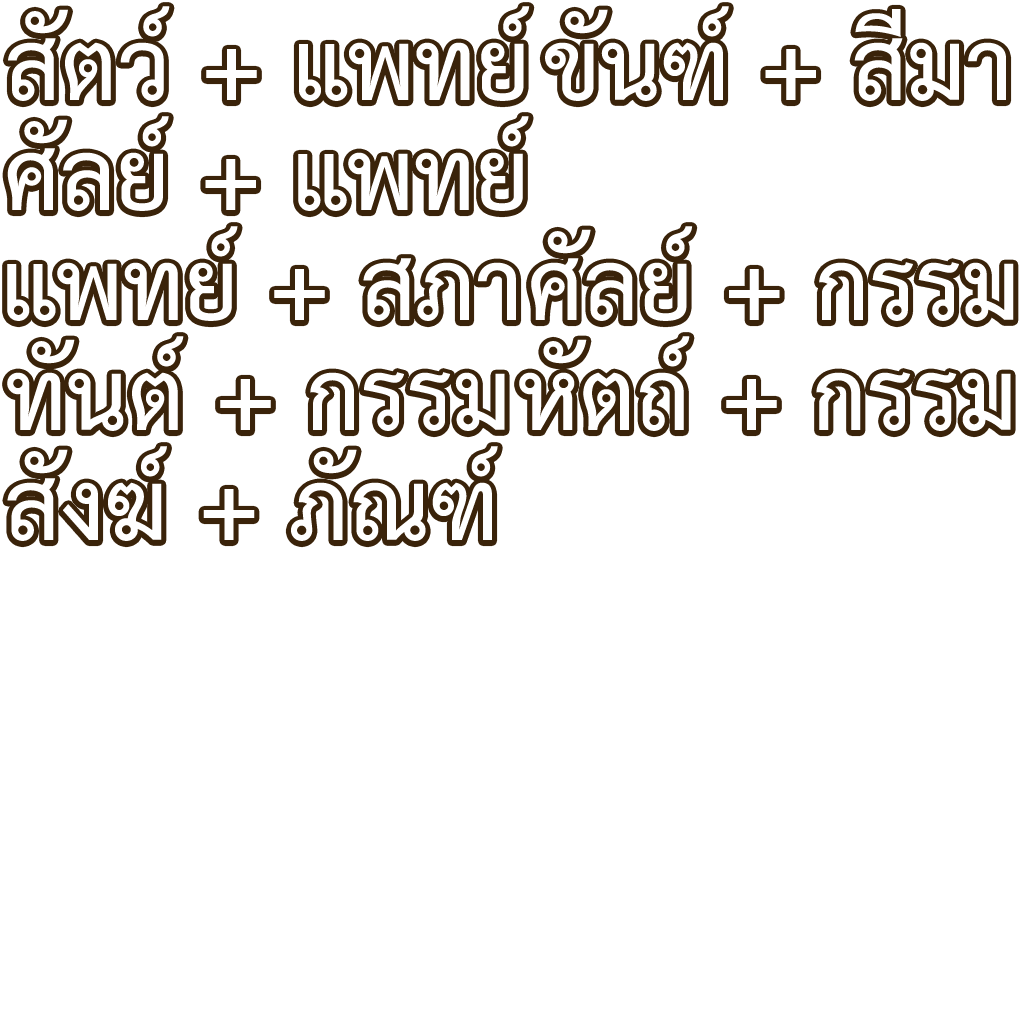 สัตว์ + แพทย์ ขันฑ์ + สีมา
ศัลย์ + แพทย์
แพทย์ + สภาศัลย์ + กรรม
ทันต์ + กรรมหัตถ์ + กรรม
สังฆ์ + ภัณฑ์